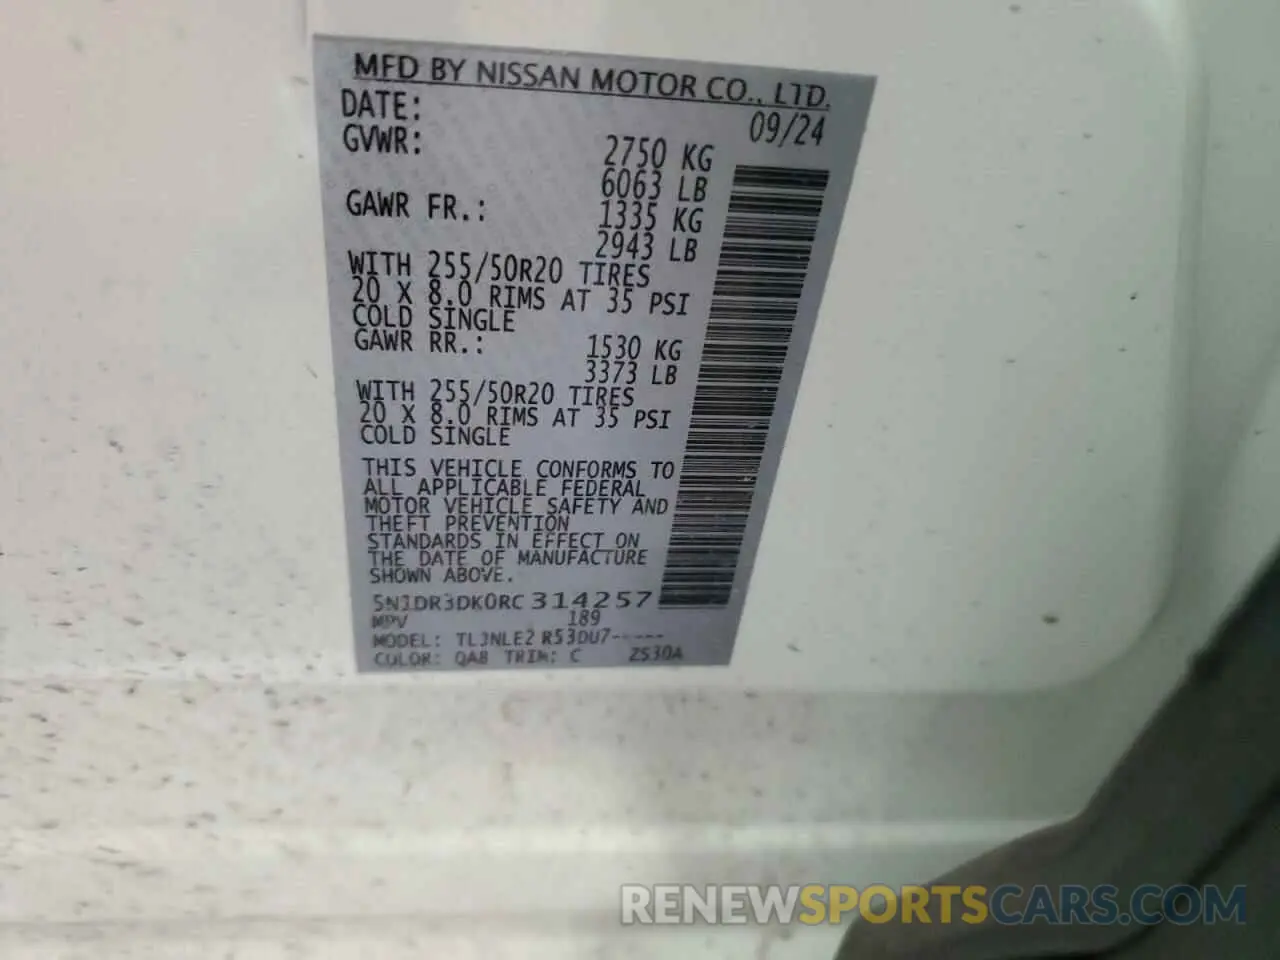 MFD BY NISSAN MOTOR CO., LTD.
DATE: 09/24
GVWR: 2750 KG
6063 LB
GAWR FR.: 1335 KG
2943 LB
WITH 255/50R20 TIRES
20 X 8.0 RIMS AT 35 PSI
COLD SINGLE
GAWR RR.: 1530 KG
3373 LB
WITH 255/50R20 TIRES
20 X 8.0 RIMS AT 35 PSI
COLD SINGLE
THIS VEHICLE CONFORMS TO
ALL APPLICABLE FEDERAL
MOTOR VEHICLE SAFETY AND
THEFT PREVENTION
STANDARDS IN EFFECT ON
THE DATE OF MANUFACTURE
SHOWN ABOVE.
5N1DR3DK0RC314257
MPV 189
MODEL: TL3NLE2 R53DU7-----
COLOR: QAB TRIM: C ZS30A
RENEWSPORTSCARS.COM